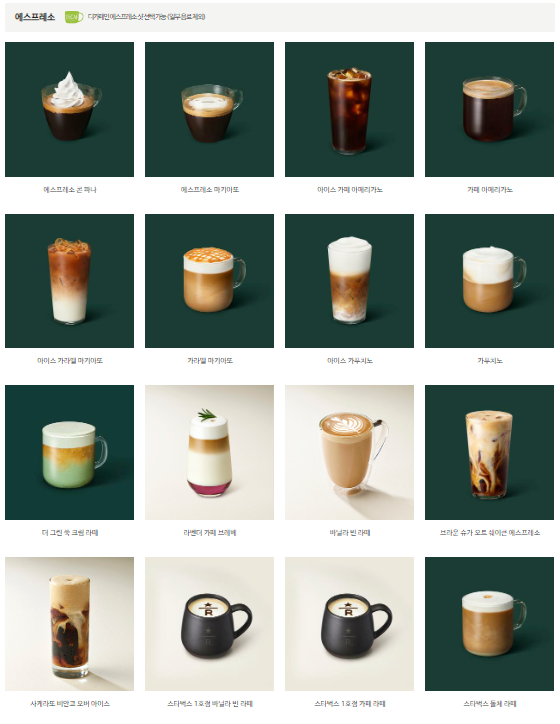 에스프레소 DECAF 디카페인 에스프레소 샷 선택 가능 (일부 음료 제외)
에스프레소 콘 파나 에스프레소 마키아또 아이스 카페 아메리카노 카페 아메리카노
아이스 카라멜 마키아또 카라멜 마키아또 아이스 카푸치노 카푸치노
더 그린 쑥 크림 라떼 라벤더 카페 브레베 바닐라 빈 라떼 브라운 슈가 오트 쉐이큰 에스프레소
사케라또 비안코 오버 아이스 스타벅스 1호점 바닐라 빈 라떼 스타벅스 1호점 카페 라떼 스타벅스 돌체 라떼